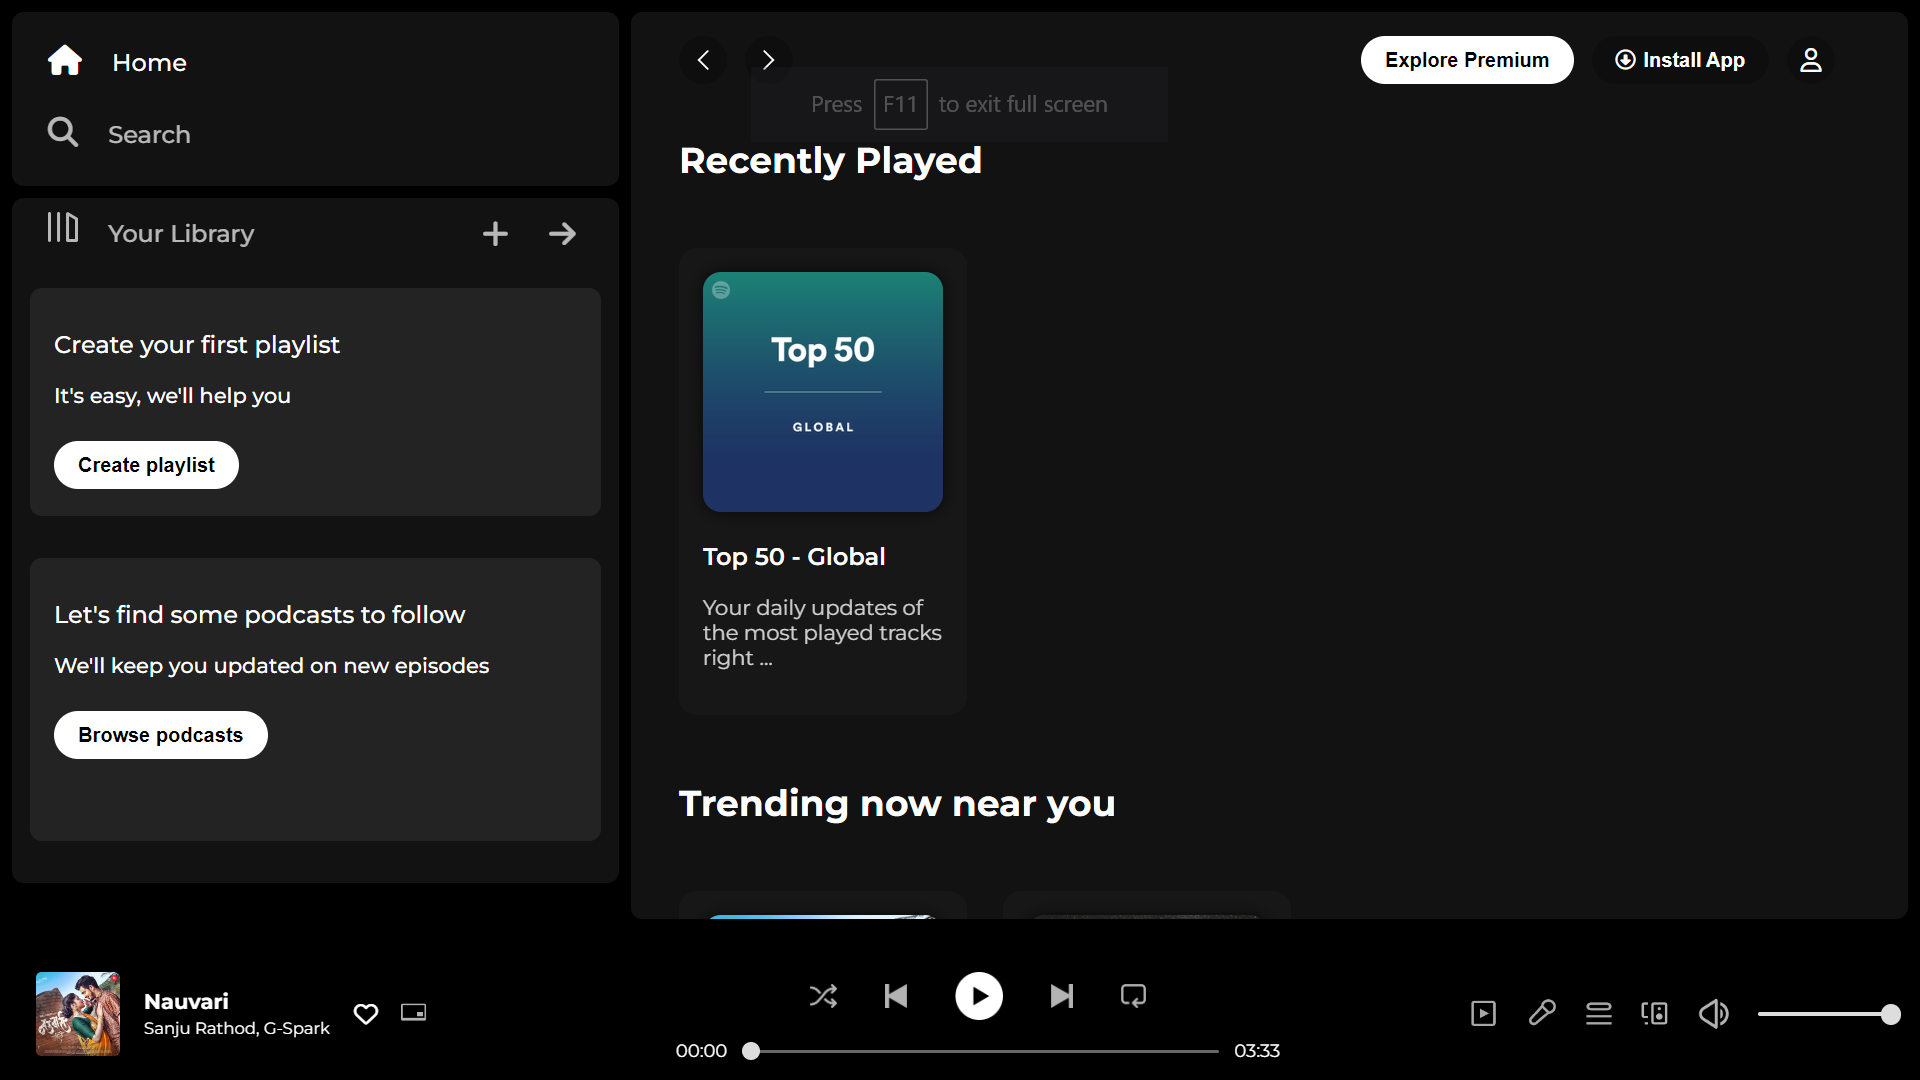 Home
Search
Your Library
Create your first playlist
It's easy, we'll help you
Create playlist
Let's find some podcasts to follow
We'll keep you updated on new episodes
Browse podcasts
Explore Premium
Install App
Press F11 to exit full screen
Recently Played
Top 50
GLOBAL
Top 50 - Global
Your daily updates of
the most played tracks
right ...
Trending now near you
Nauvari
Sanju Rathod, G-Spark
00:00
03:33